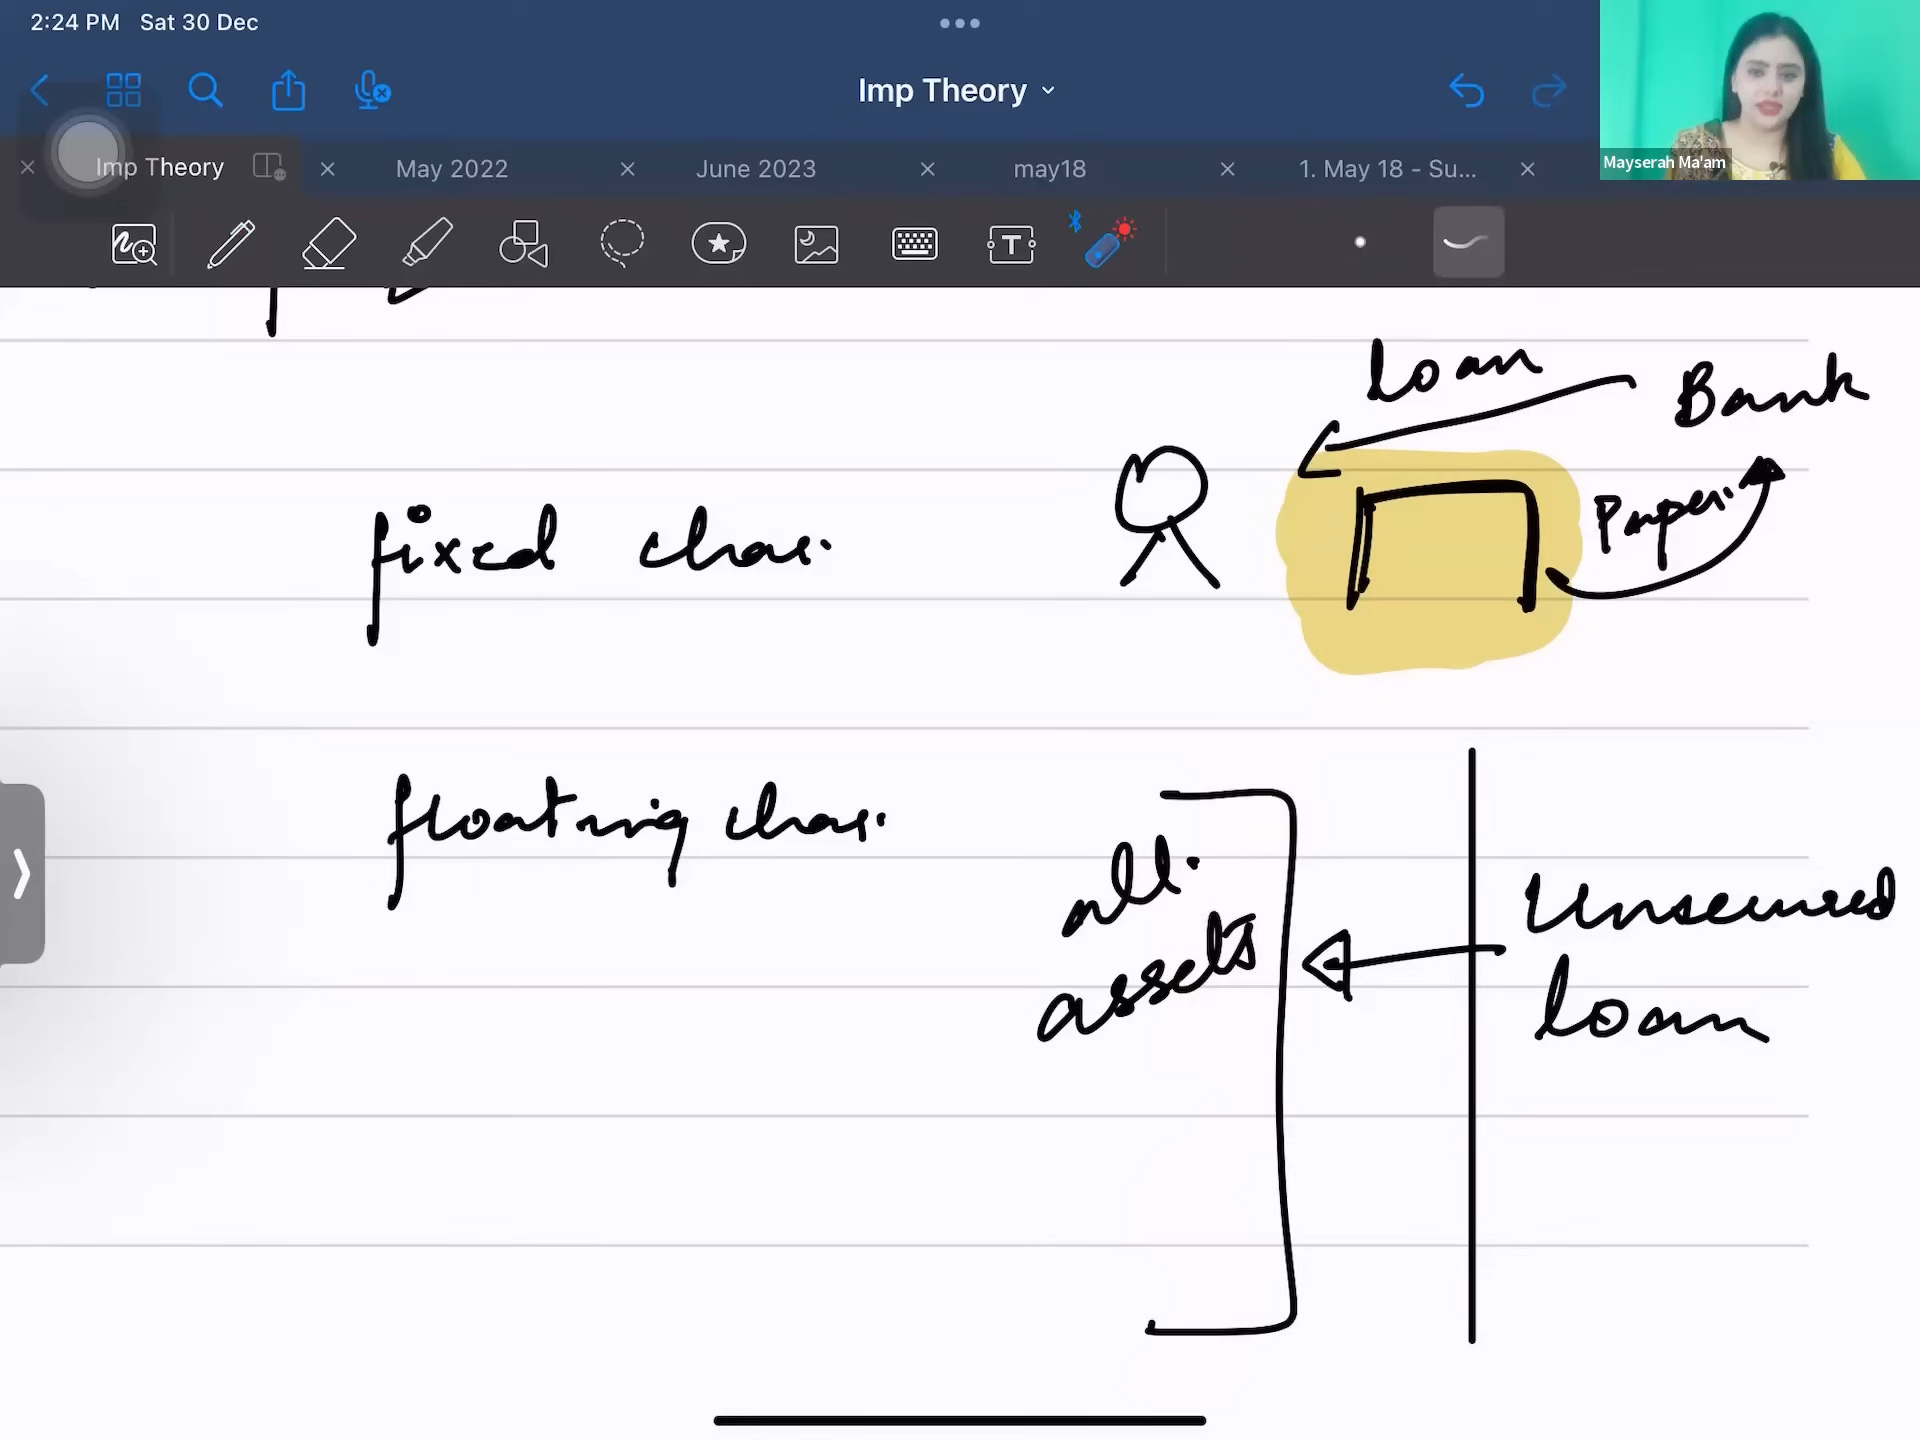 2:24 PM Sat 30 Dec
Imp Theory
Imp Theory
May 2022
June 2023
may18
1. May 18 - Su...
Mayserah Ma'am
T
loan
Bank
fixed char.
Paper.
floating char.
all.
assets
Unsecured
loan